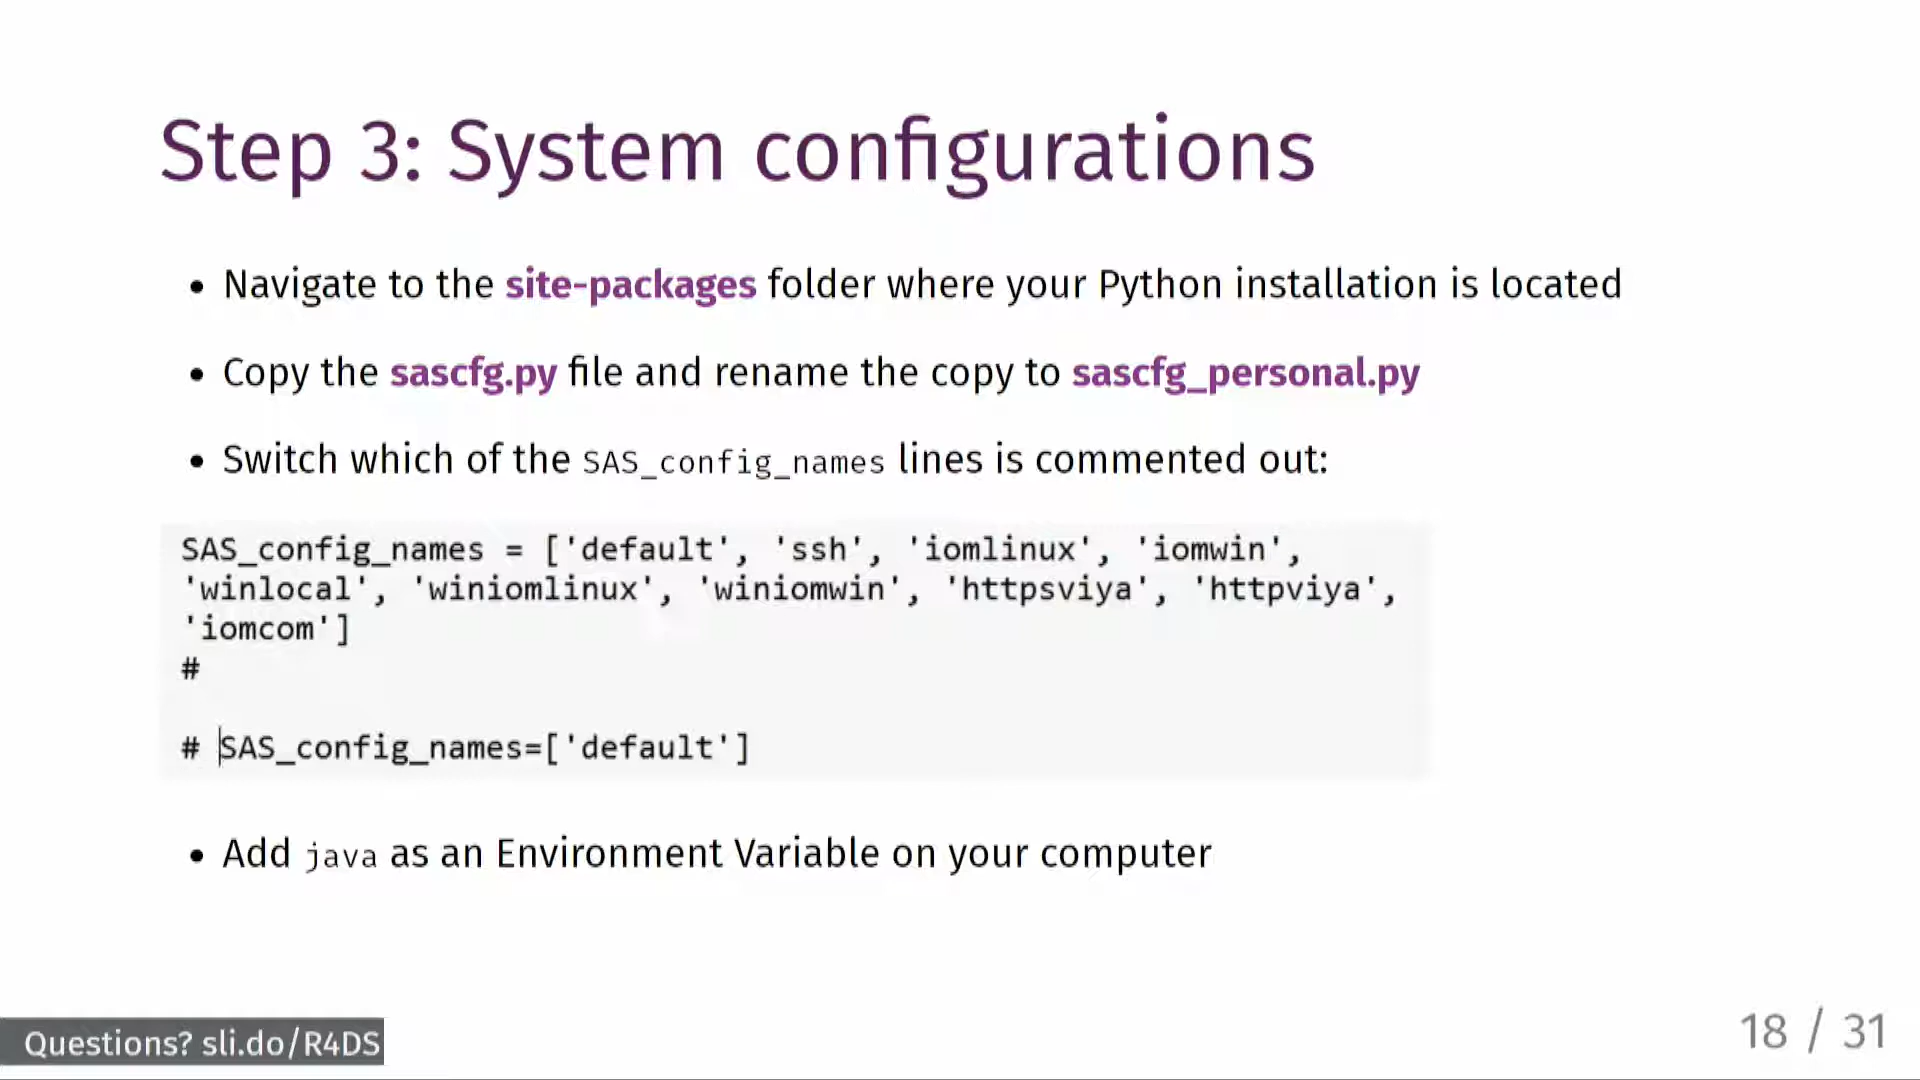 Step 3: System configurations
• Navigate to the site-packages folder where your Python installation is located
• Copy the sascfg.py file and rename the copy to sascfg_personal.py
• Switch which of the SAS_config_names lines is commented out:
SAS_config_names = ['default', 'ssh', 'iomlinux', 'iomwin',
'winlocal', 'winiomlinux', 'winiomwin', 'httpsviya', 'httpviya',
'iomcom']
#
# SAS_config_names=['default']
• Add java as an Environment Variable on your computer
Questions? sli.do/R4DS
18 / 31